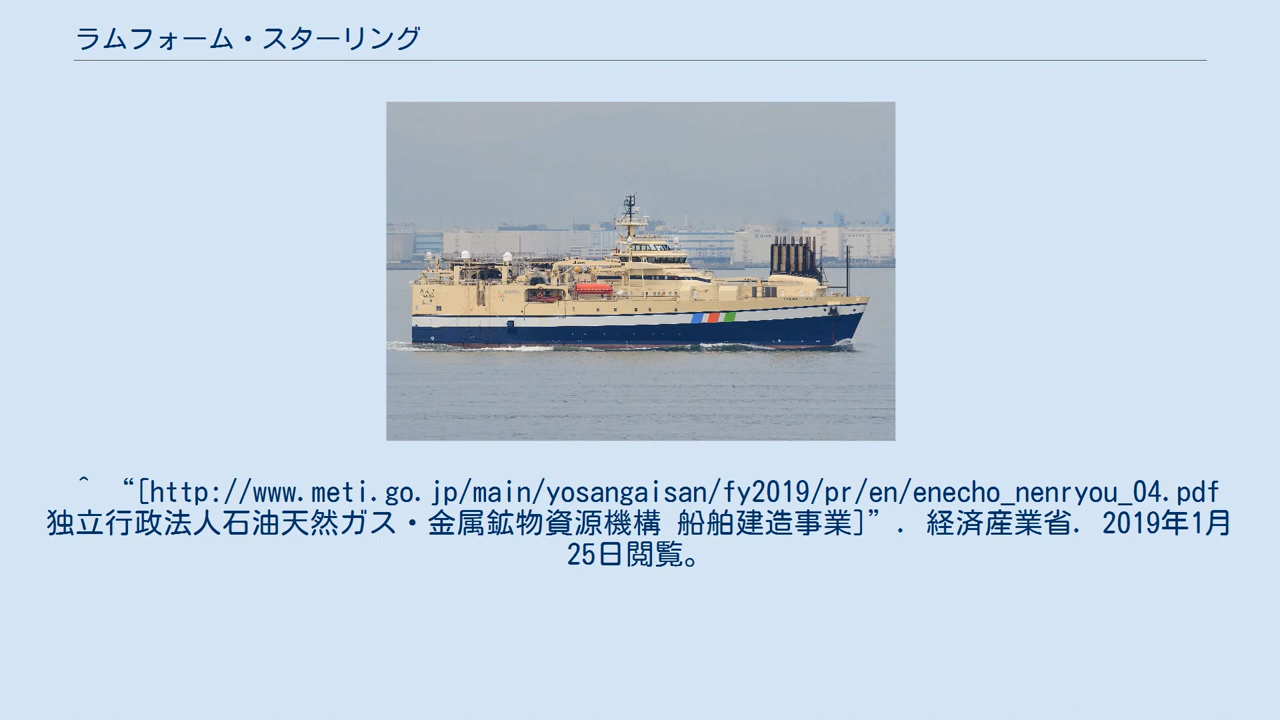 ラムフォーム・スターリング
^ “[http://www.meti.go.jp/main/yosangaisan/fy2019/pr/en/enecho_nenryou_04.pdf
独立行政法人石油天然ガス・金属鉱物資源機構 船舶建造事業]”. 経済産業省. 2019年1月
25日閲覧。